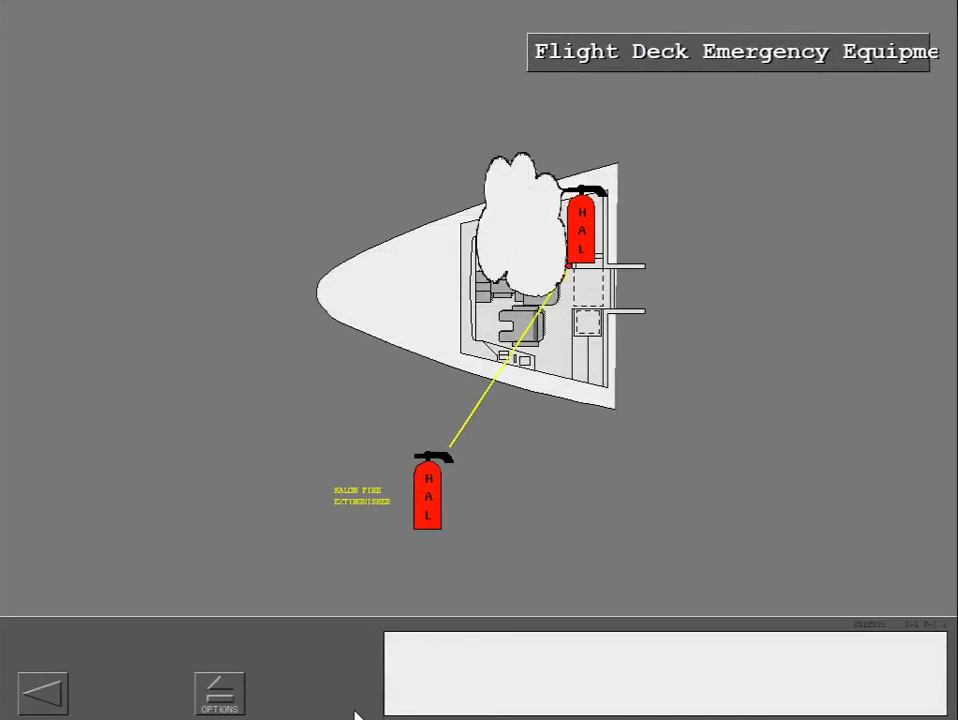 Flight Deck Emergency Equipme
H
A
L
H
A
L
HALON FIRE
EXTINGUISHER
OPTIONS